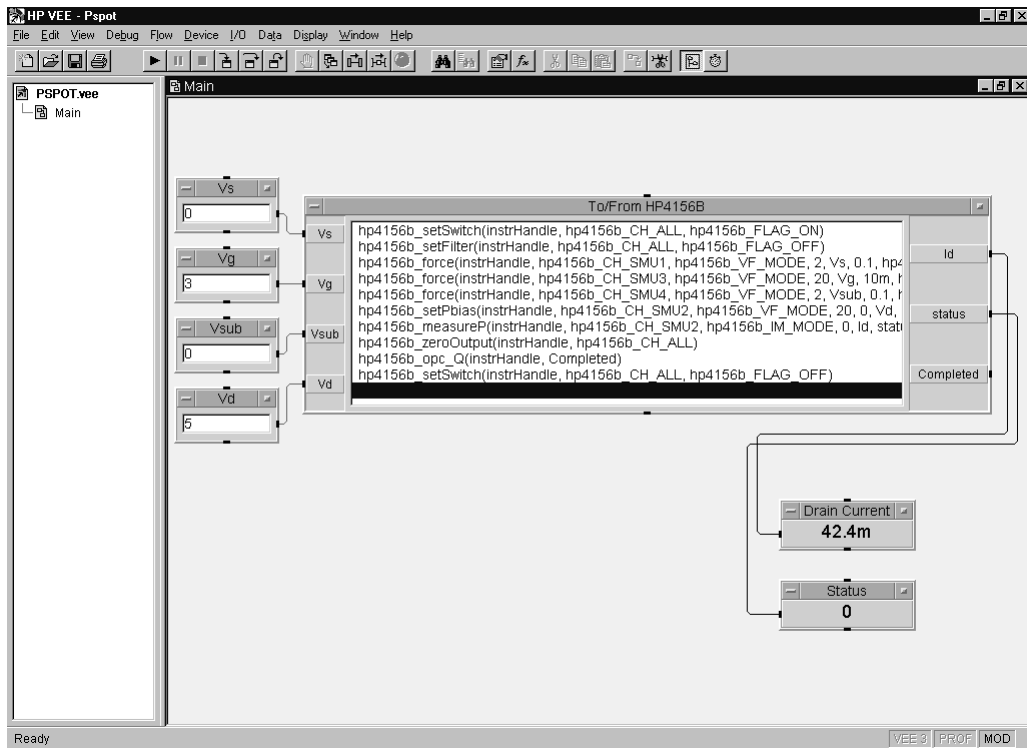 HP VEE - Pspot
File Edit View Debug Flow Device I/O Data Display Window Help
PSPOT.vee
Main
Main
Vs
0
Vg
3
Vsub
0
Vd
5
To/From HP4156B
Vs
Vg
Vsub
Vd
hp4156b_setSwitch(instrHandle, hp4156b_CH_ALL, hp4156b_FLAG_ON)
hp4156b_setFilter(instrHandle, hp4156b_CH_ALL, hp4156b_FLAG_OFF)
hp4156b_force(instrHandle, hp4156b_CH_SMU1, hp4156b_VF_MODE, 2, Vs, 0.1, hp4
hp4156b_force(instrHandle, hp4156b_CH_SMU3, hp4156b_VF_MODE, 20, Vg, 10m, h
hp4156b_force(instrHandle, hp4156b_CH_SMU4, hp4156b_VF_MODE, 2, Vsub, 0.1, h
hp4156b_setPbias(instrHandle, hp4156b_CH_SMU2, hp4156b_VF_MODE, 20, 0, Vd,
hp4156b_measureP(instrHandle, hp4156b_CH_SMU2, hp4156b_IM_MODE, 0, Id, statu
hp4156b_zeroOutput(instrHandle, hp4156b_CH_ALL)
hp4156b_opc_Q(instrHandle, Completed)
hp4156b_setSwitch(instrHandle, hp4156b_CH_ALL, hp4156b_FLAG_OFF)
Id
status
Completed
Drain Current
42.4m
Status
0
Ready
VEE 3 PROF MOD